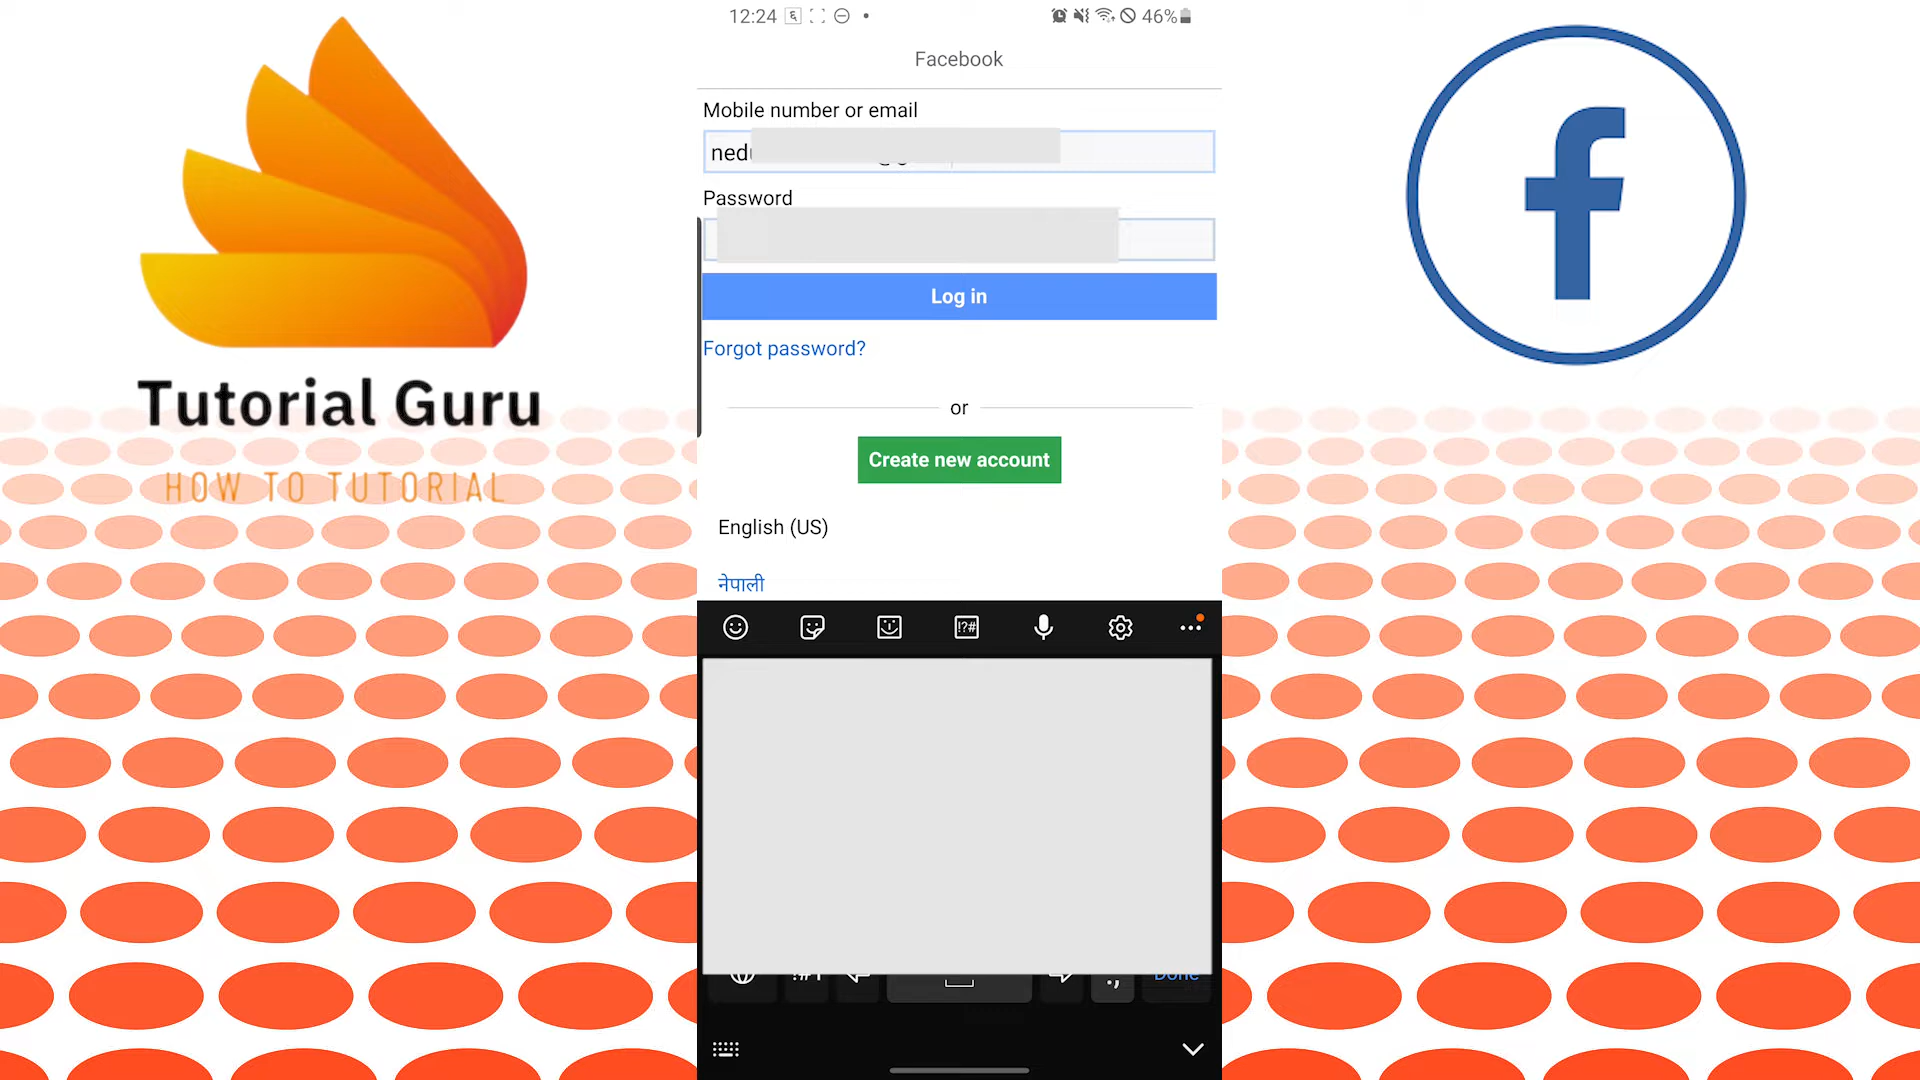 12:24
46%
Facebook
Mobile number or email
Password
Log in
Forgot password?
or
Create new account
English (US)
नेपाली
!?#
Done
Tutorial Guru
HOW TO TUTORIAL
f